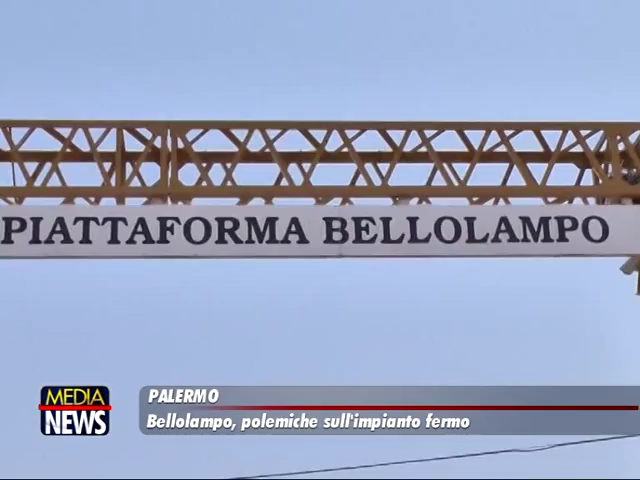 PIATTAFORMA BELLOLAMPO
MEDIA
NEWS
PALERMO
Bellolampo, polemiche sull'impianto fermo